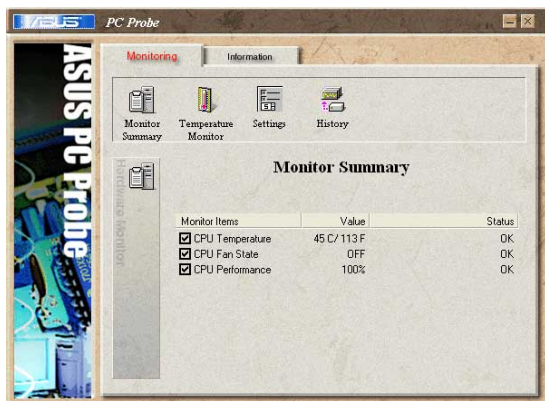 ASUS PC Probe
Monitoring Information
Monitor Summary
Temperature Monitor
Settings
History
ASUS PC Probe
Hardware Monitor
Monitor Summary
Monitor Items Value Status
CPU Temperature 45 C/ 113 F OK
CPU Fan State OFF OK
CPU Performance 100% OK